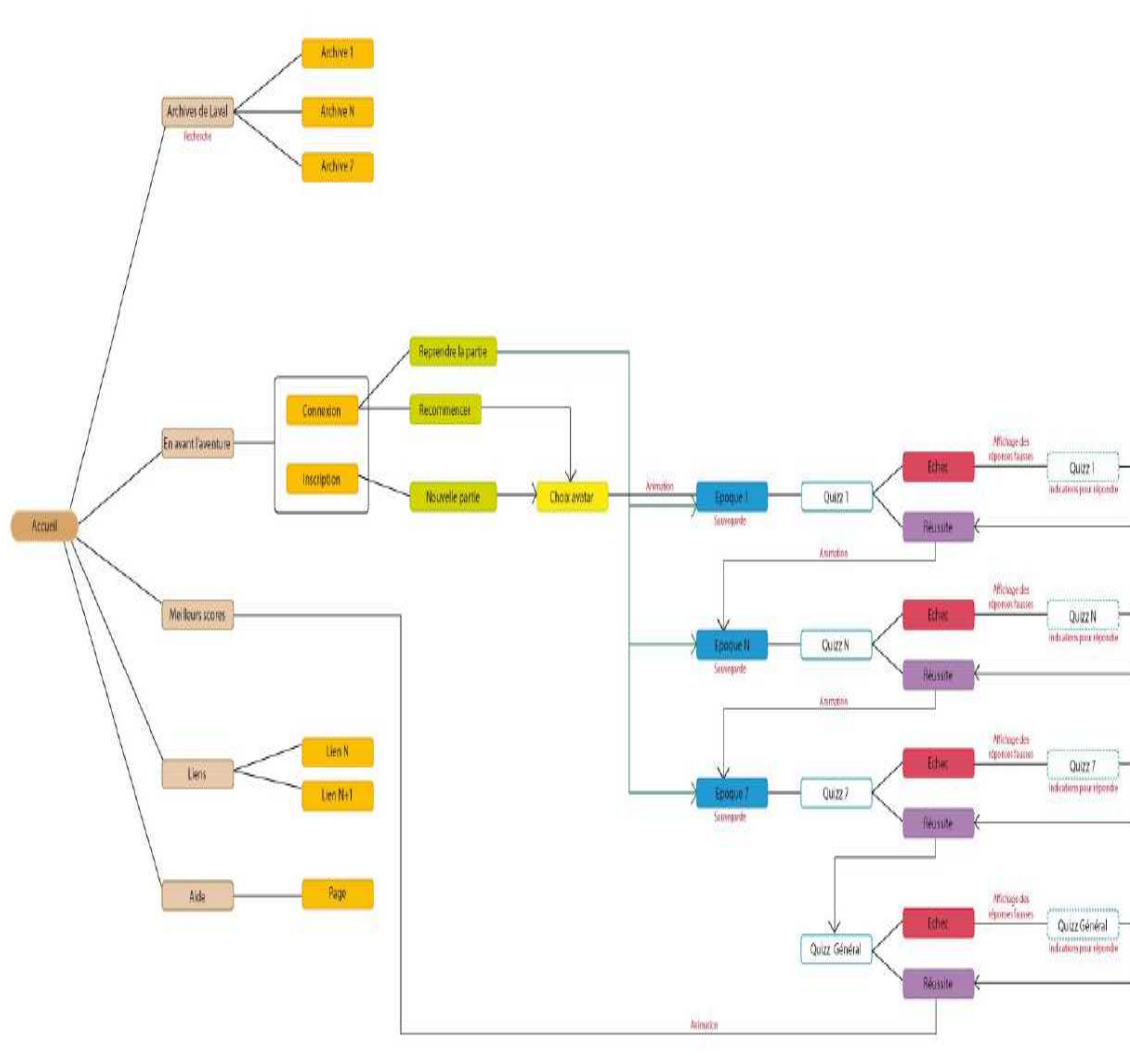 Archive 1
Archives de Laval
Recherche
Archive N
Archive 7
Reprendre la partie
Connexion
Recommencer
En avant l'aventure
Inscription
Nouvelle partie
Choix avatar
Animation
Epoque 1
Sauvegarde
Quizz 1
Echec
Affichage des
réponses fausses
Quizz 1
Indications pour répondre
Réussite
Accueil
Animation
Meilleurs scores
Epoque N
Sauvegarde
Quizz N
Echec
Affichage des
réponses fausses
Quizz N
Indications pour répondre
Réussite
Animation
Liens
Lien N
Lien N+1
Epoque 7
Sauvegarde
Quizz 7
Echec
Affichage des
réponses fausses
Quizz 7
Indications pour répondre
Réussite
Aide
Page
Quizz Général
Echec
Affichage des
réponses fausses
Quizz Général
Indications pour répondre
Réussite
Animation